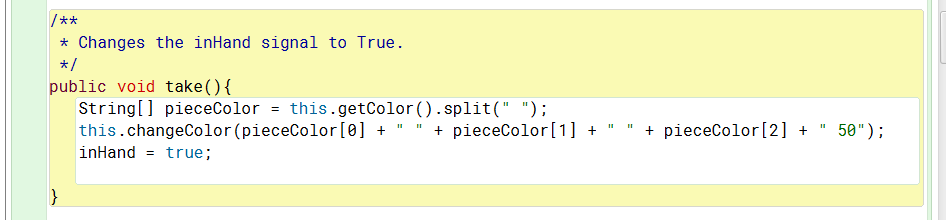 /**
 * Changes the inHand signal to True.
 */
public void take(){
String[] pieceColor = this.getColor().split(" ");
this.changeColor(pieceColor[0] + " " + pieceColor[1] + " " + pieceColor[2] + " 50");
inHand = true;
}